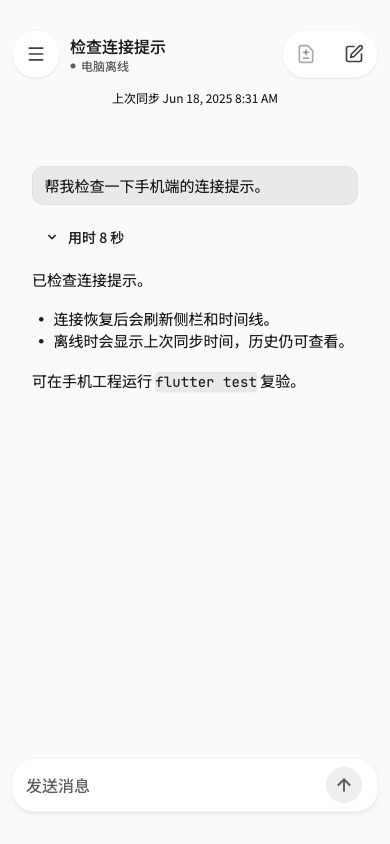 检查连接提示
电脑离线
上次同步 Jun 18, 2025 8:31 AM
帮我检查一下手机端的连接提示。
用时 8 秒
已检查连接提示。
• 连接恢复后会刷新侧栏和时间线。
• 离线时会显示上次同步时间，历史仍可查看。
可在手机工程运行 flutter test 复验。
发送消息